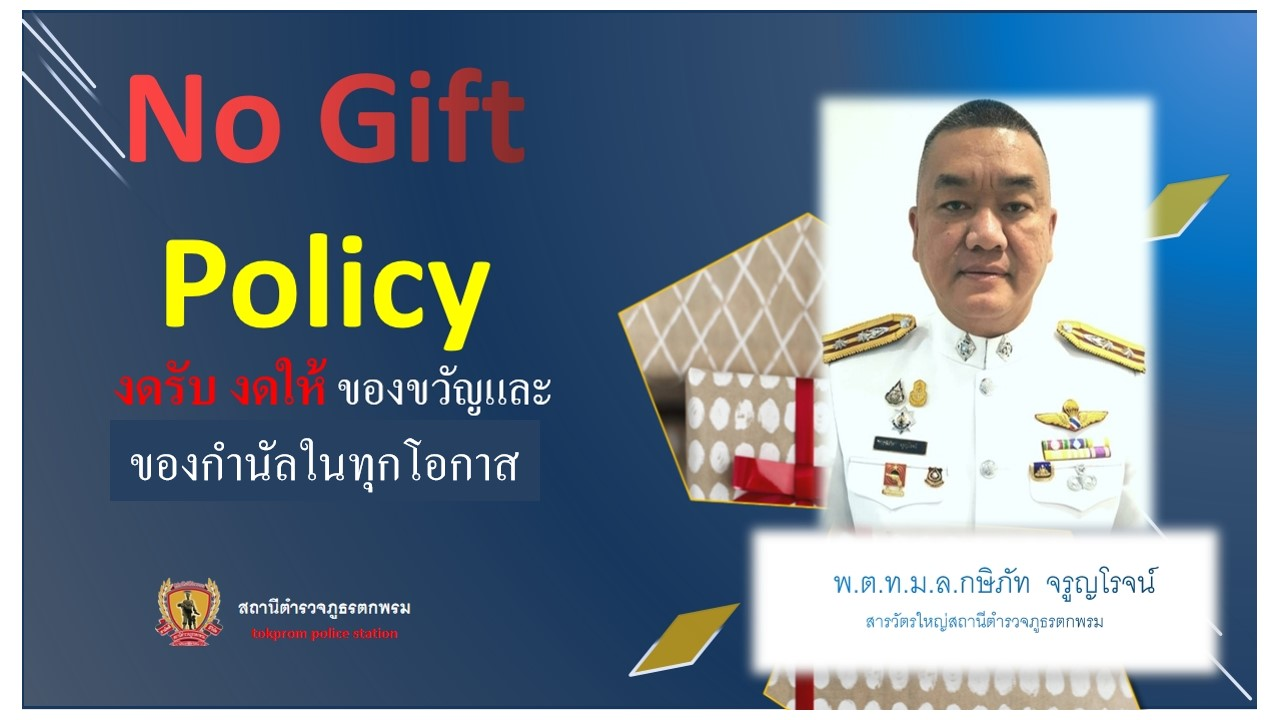 No Gift
Policy
งดรับ งดให้ ของขวัญและ
ของกำนัลในทุกโอกาส
สถานีตำรวจภูธรตกพรม
tokprom police station
พ.ต.ท.ม.ล.กษิภัท จรูญโรจน์
สารวัตรใหญ่สถานีตำรวจภูธรตกพรม